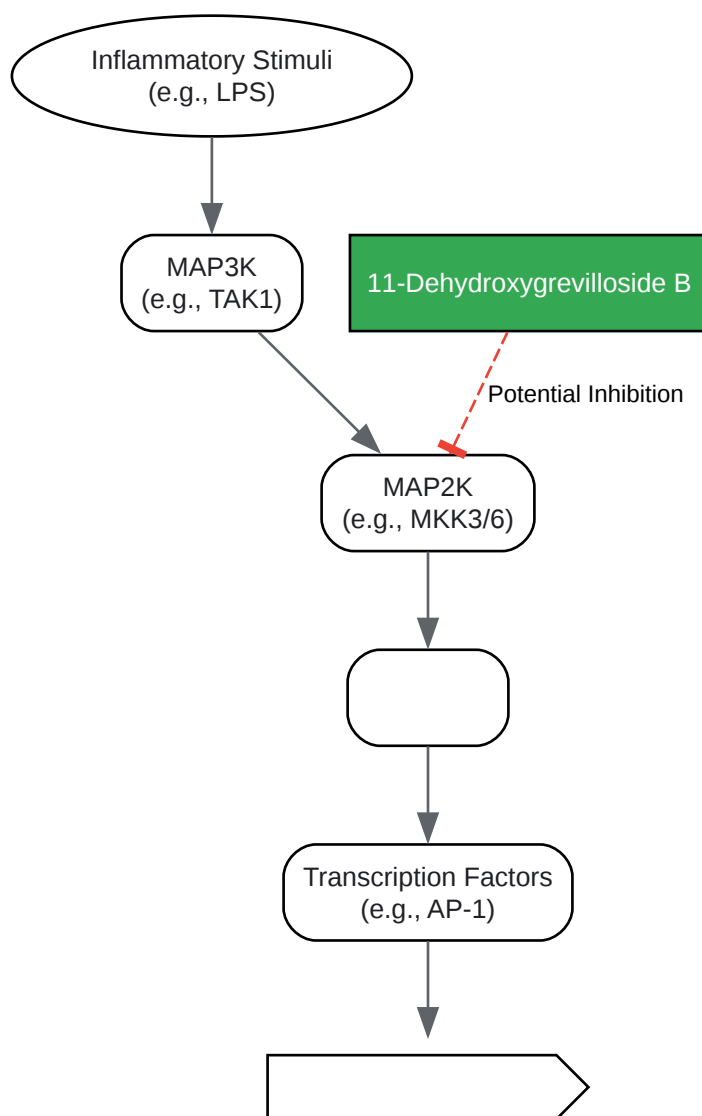 Inflammatory Stimuli
(e.g., LPS)
MAP3K
(e.g., TAK1)
11-Dehydroxygrevilloside B
Potential Inhibition
MAP2K
(e.g., MKK3/6)
Transcription Factors
(e.g., AP-1)